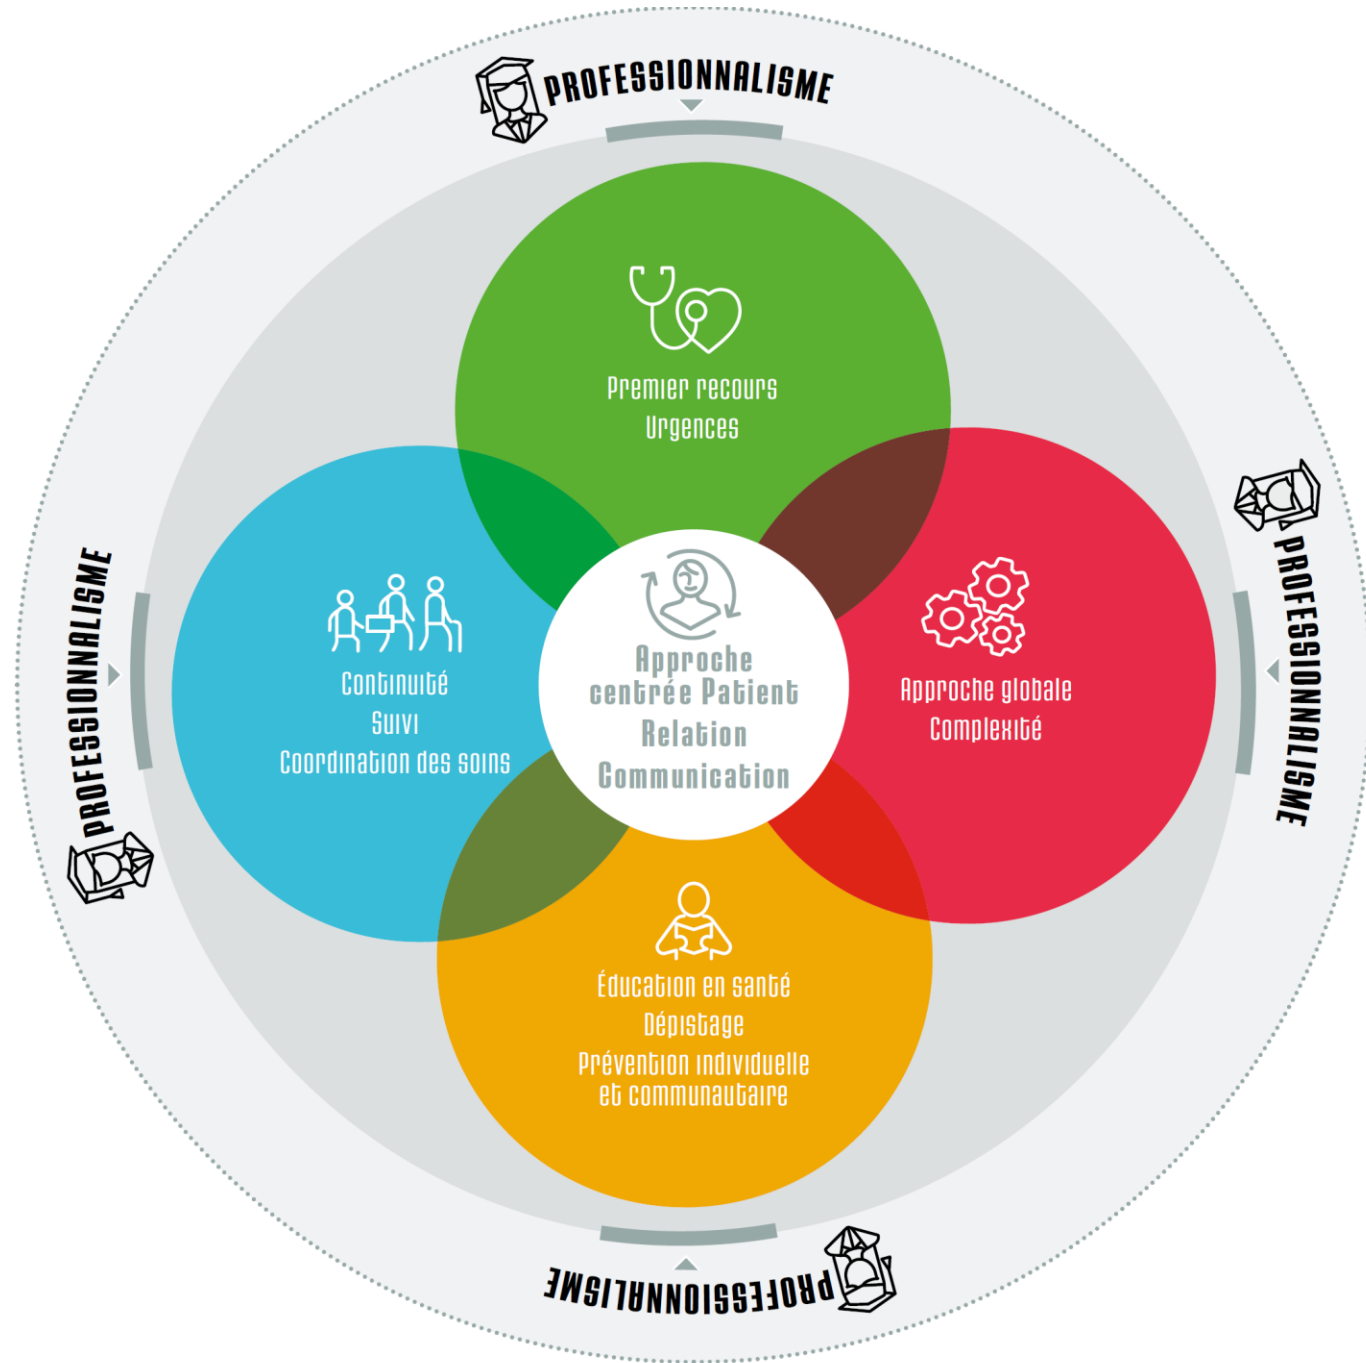 PROFESSIONNALISME
Premier recours
Urgences
PROFESSIONNALISME
Continuité
Suivi
Coordination des soins
Approche
centrée Patient
Relation
Communication
Approche globale
Complexité
PROFESSIONNALISME
Éducation en santé
Dépistage
Prévention individuelle
et communautaire
PROFESSIONNALISME